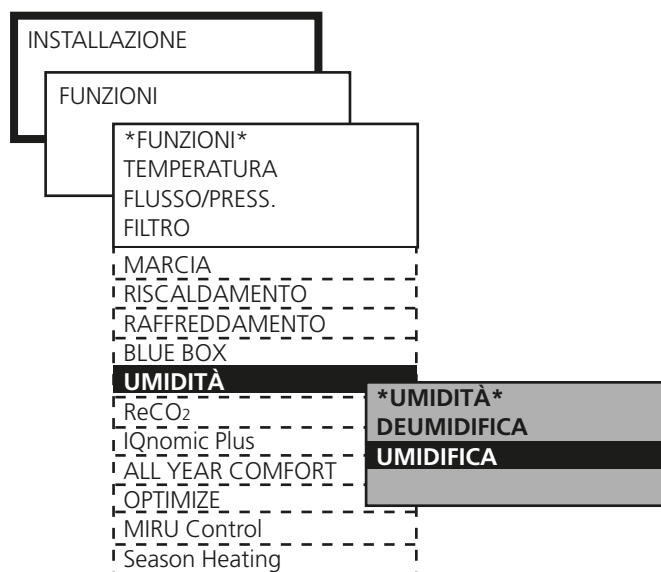 INSTALLAZIONE
FUNZIONI
*FUNZIONI*
TEMPERATURA
FLUSSO/PRESS.
FILTRO
MARCIA
RISCALDAMENTO
RAFFREDDAMENTO
BLUE BOX
UMIDITÀ
ReCO2
IQnomic Plus
ALL YEAR COMFORT
OPTIMIZE
MIRU Control
Season Heating
*UMIDITÀ*
DEUMIDIFICA
UMIDIFICA